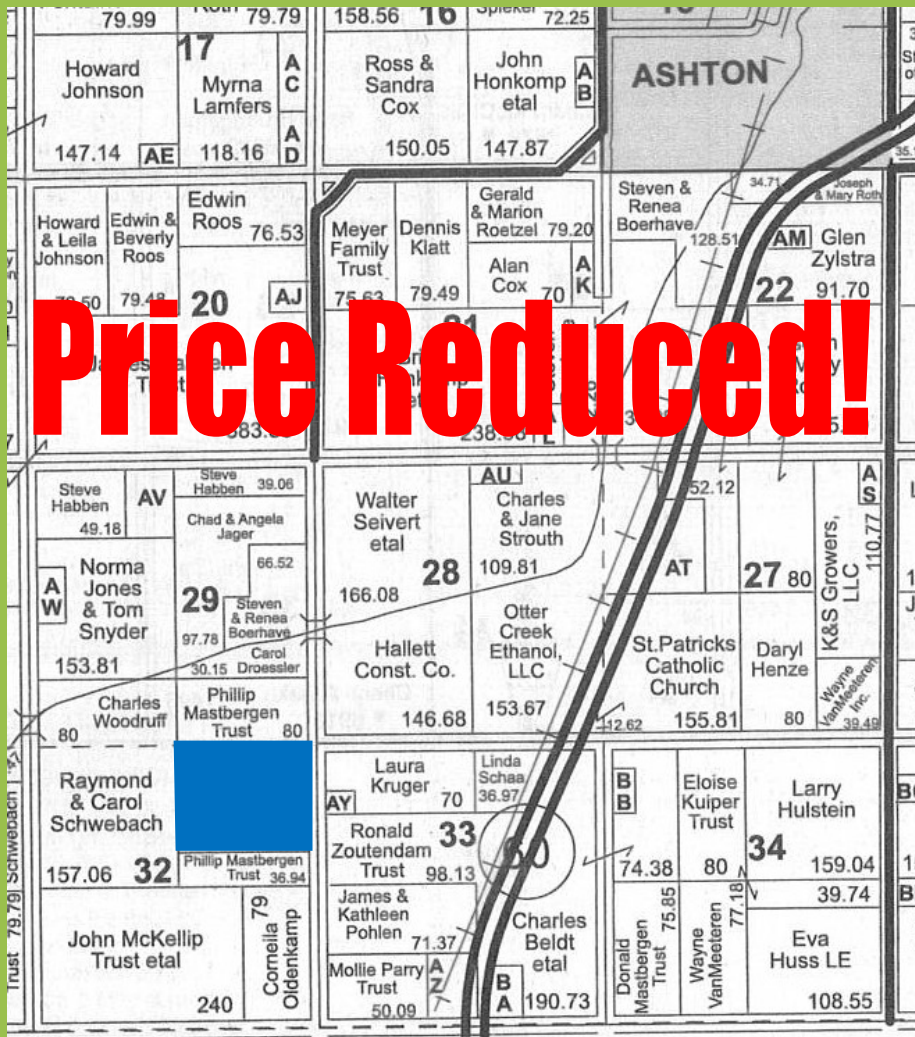 79.99
79.79
158.56
16
72.25
17
Howard
Johnson
147.14
AE
Myrna
Lamfers
118.16
A
C
A
D
Ross &
Sandra
Cox
150.05
John
Honkomp
etal
147.87
A
B
ASHTON
Howard
& Leila
Johnson
Edwin &
Beverly
Roos
79.48
Edwin
Roos
76.53
20
AJ
Meyer
Family
Trust
75.63
Dennis
Klatt
79.49
Gerald
& Marion
Roetzel 79.20
Alan
Cox 70
A
K
Steven &
Renea
Boerhave
128.51
34.71
Joseph
& Mary Roth
AM
Glen
Zylstra
22 91.70
Price Reduced!
Steve
Habben
49.18
AV
Steve
Habben 39.06
Chad & Angela
Jager
66.52
A
W
Norma
Jones
& Tom
Snyder
153.81
29
97.78
Steven
& Renea
Boerhave
30.15
Carol
Droessler
Charles
Woodruff
80
Phillip
Mastbergen
Trust 80
Walter
Seivert
etal
166.08
28
AU
Charles
& Jane
Strouth
109.81
Hallett
Const. Co.
146.68
Otter
Creek
Ethanol,
LLC
153.67
52.12
AT
27 80
K&S Growers,
LLC
110.77
A
S
St.Patricks
Catholic
Church
12.62
155.81
Daryl
Henze
80
Wayne
VanMeeteren
Inc.
39.49
Schwebach
79.79
Trust
Raymond
& Carol
Schwebach
157.06
32
Phillip Mastbergen
Trust 36.94
John McKellip
Trust etal
240
79
Corneila
Oldenkamp
Laura
Kruger
70
AY
Linda
Schaa
36.97
Ronald
Zoutendam
Trust
33
98.13
60
James &
Kathleen
Pohlen
71.37
Mollie Parry
Trust
50.09
A
Z
Charles
Beldt
etal
B
A
190.73
B
B
74.38
Eloise
Kuiper
Trust
80
34
Larry
Hulstein
159.04
39.74
Donald
Mastbergen
Trust
75.85
Wayne
VanMeeteren
77.18
Eva
Huss LE
108.55